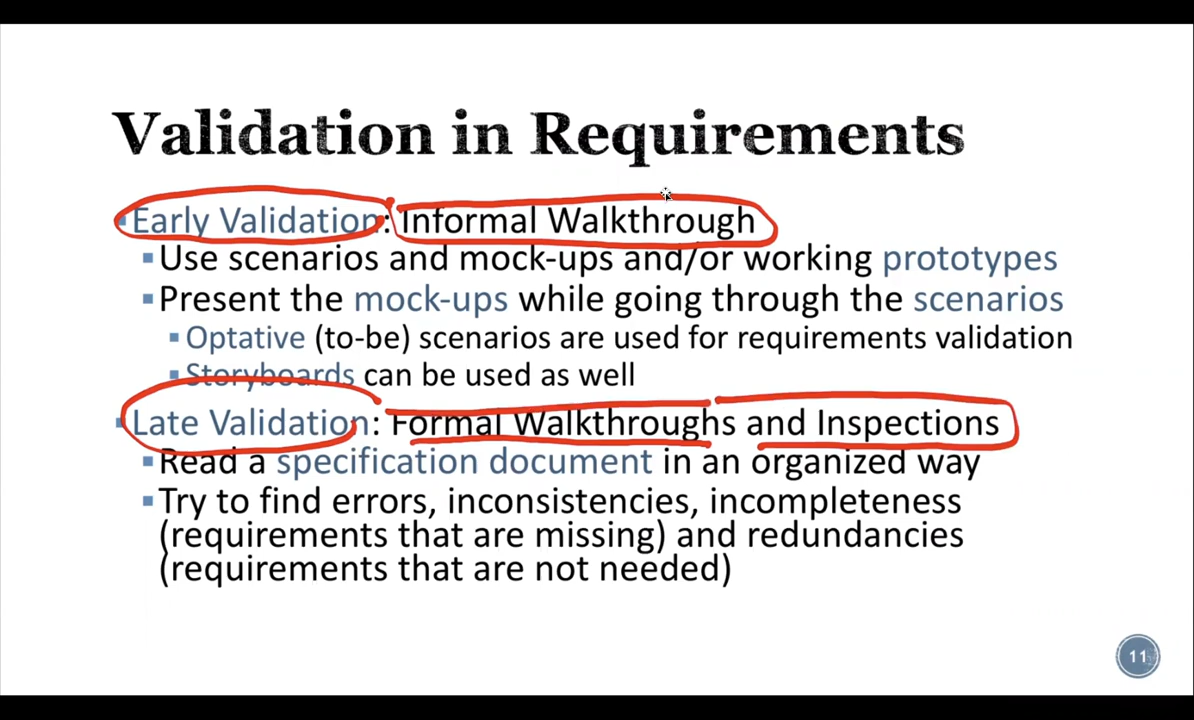 Validation in Requirements
▪Early Validation: Informal Walkthrough
▪Use scenarios and mock-ups and/or working prototypes
▪Present the mock-ups while going through the scenarios
▪Optative (to-be) scenarios are used for requirements validation
▪Storyboards can be used as well
▪Late Validation: Formal Walkthroughs and Inspections
▪Read a specification document in an organized way
▪Try to find errors, inconsistencies, incompleteness
(requirements that are missing) and redundancies
(requirements that are not needed)
11